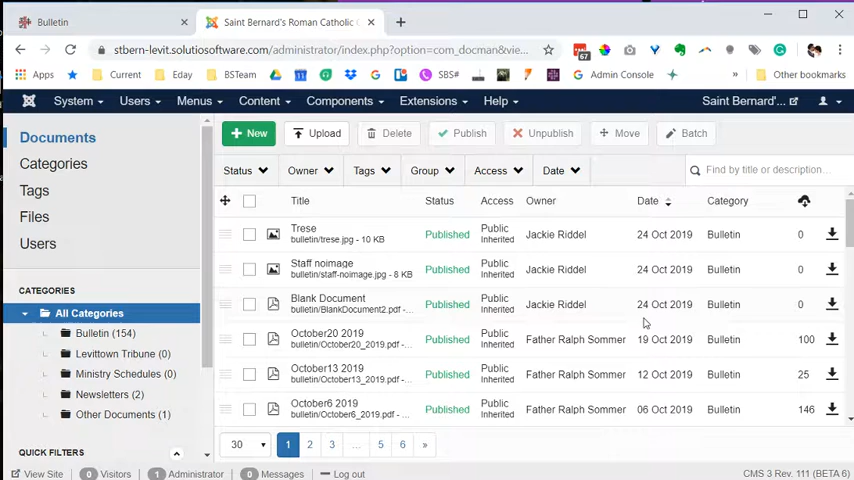 Bulletin
Saint Bernard's Roman Catholic
stbern-levit.solutiosoftware.com/administrator/index.php?option=com_docman&vie...
67
Apps
Current
Eday
BSTeam
SBS#
Admin Console
»
Other bookmarks
System
Users
Menus
Content
Components
Extensions
Help
Saint Bernard'...
Documents
Categories
Tags
Files
Users
CATEGORIES
All Categories
Bulletin (154)
Levittown Tribune (0)
Ministry Schedules (0)
Newsletters (2)
Other Documents (1)
QUICK FILTERS
New
Upload
Delete
Publish
Unpublish
Move
Batch
Status
Owner
Tags
Group
Access
Date
Find by title or description...
Title Status Access Owner Date Category
Trese Published Public Jackie Riddel 24 Oct 2019 Bulletin 0
bulletin/trese.jpg - 10 KB Inherited
Staff noimage Published Public Jackie Riddel 24 Oct 2019 Bulletin 0
bulletin/staff-noimage.jpg - 8 KB Inherited
Blank Document Published Public Jackie Riddel 24 Oct 2019 Bulletin 0
bulletin/BlankDocument2.pdf -... Inherited
October20 2019 Published Public Father Ralph Sommer 19 Oct 2019 Bulletin 100
bulletin/October20_2019.pdf -... Inherited
October13 2019 Published Public Father Ralph Sommer 12 Oct 2019 Bulletin 25
bulletin/October13_2019.pdf -... Inherited
October6 2019 Published Public Father Ralph Sommer 06 Oct 2019 Bulletin 146
bulletin/October6_2019.pdf -... Inherited
30 1 2 3 ... 5 6 »
View Site 0 Visitors 1 Administrator 0 Messages Log out
CMS 3 Rev. 111 (BETA 6)